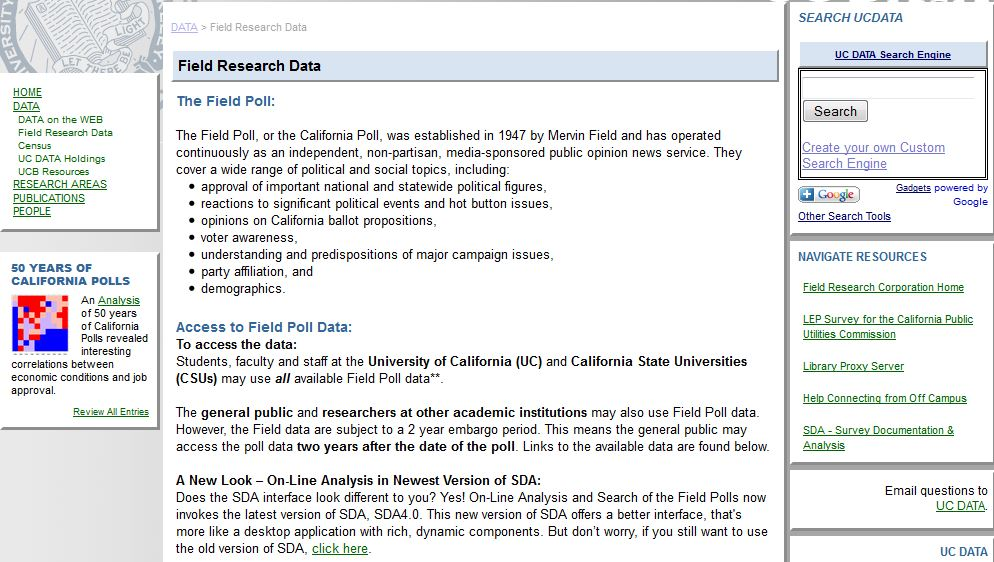 LET THERE BE
LIGHT
HOME
DATA
DATA on the WEB
Field Research Data
Census
UC DATA Holdings
UCB Resources
RESEARCH AREAS
PUBLICATIONS
PEOPLE
50 YEARS OF
CALIFORNIA POLLS
An Analysis
of 50 years
of California
Polls revealed
interesting
correlations between
economic conditions and job
approval.
Review All Entries
DATA > Field Research Data
Field Research Data
The Field Poll:
The Field Poll, or the California Poll, was established in 1947 by Mervin Field and has operated
continuously as an independent, non-partisan, media-sponsored public opinion news service. They
cover a wide range of political and social topics, including:
• approval of important national and statewide political figures,
• reactions to significant political events and hot button issues,
• opinions on California ballot propositions,
• voter awareness,
• understanding and predispositions of major campaign issues,
• party affiliation, and
• demographics.
Access to Field Poll Data:
To access the data:
Students, faculty and staff at the University of California (UC) and California State Universities
(CSUs) may use all available Field Poll data**.
The general public and researchers at other academic institutions may also use Field Poll data.
However, the Field data are subject to a 2 year embargo period. This means the general public may
access the poll data two years after the date of the poll. Links to the available data are found below.
A New Look – On-Line Analysis in Newest Version of SDA:
Does the SDA interface look different to you? Yes! On-Line Analysis and Search of the Field Polls now
invokes the latest version of SDA, SDA4.0. This new version of SDA offers a better interface, that's
more like a desktop application with rich, dynamic components. But don't worry, if you still want to use
the old version of SDA, click here.
SEARCH UCDATA
UC DATA Search Engine
Search
Create your own Custom
Search Engine
Google
Gadgets powered by
Google
Other Search Tools
NAVIGATE RESOURCES
Field Research Corporation Home
LEP Survey for the California Public
Utilities Commission
Library Proxy Server
Help Connecting from Off Campus
SDA - Survey Documentation &
Analysis
Email questions to
UC DATA.
UC DATA